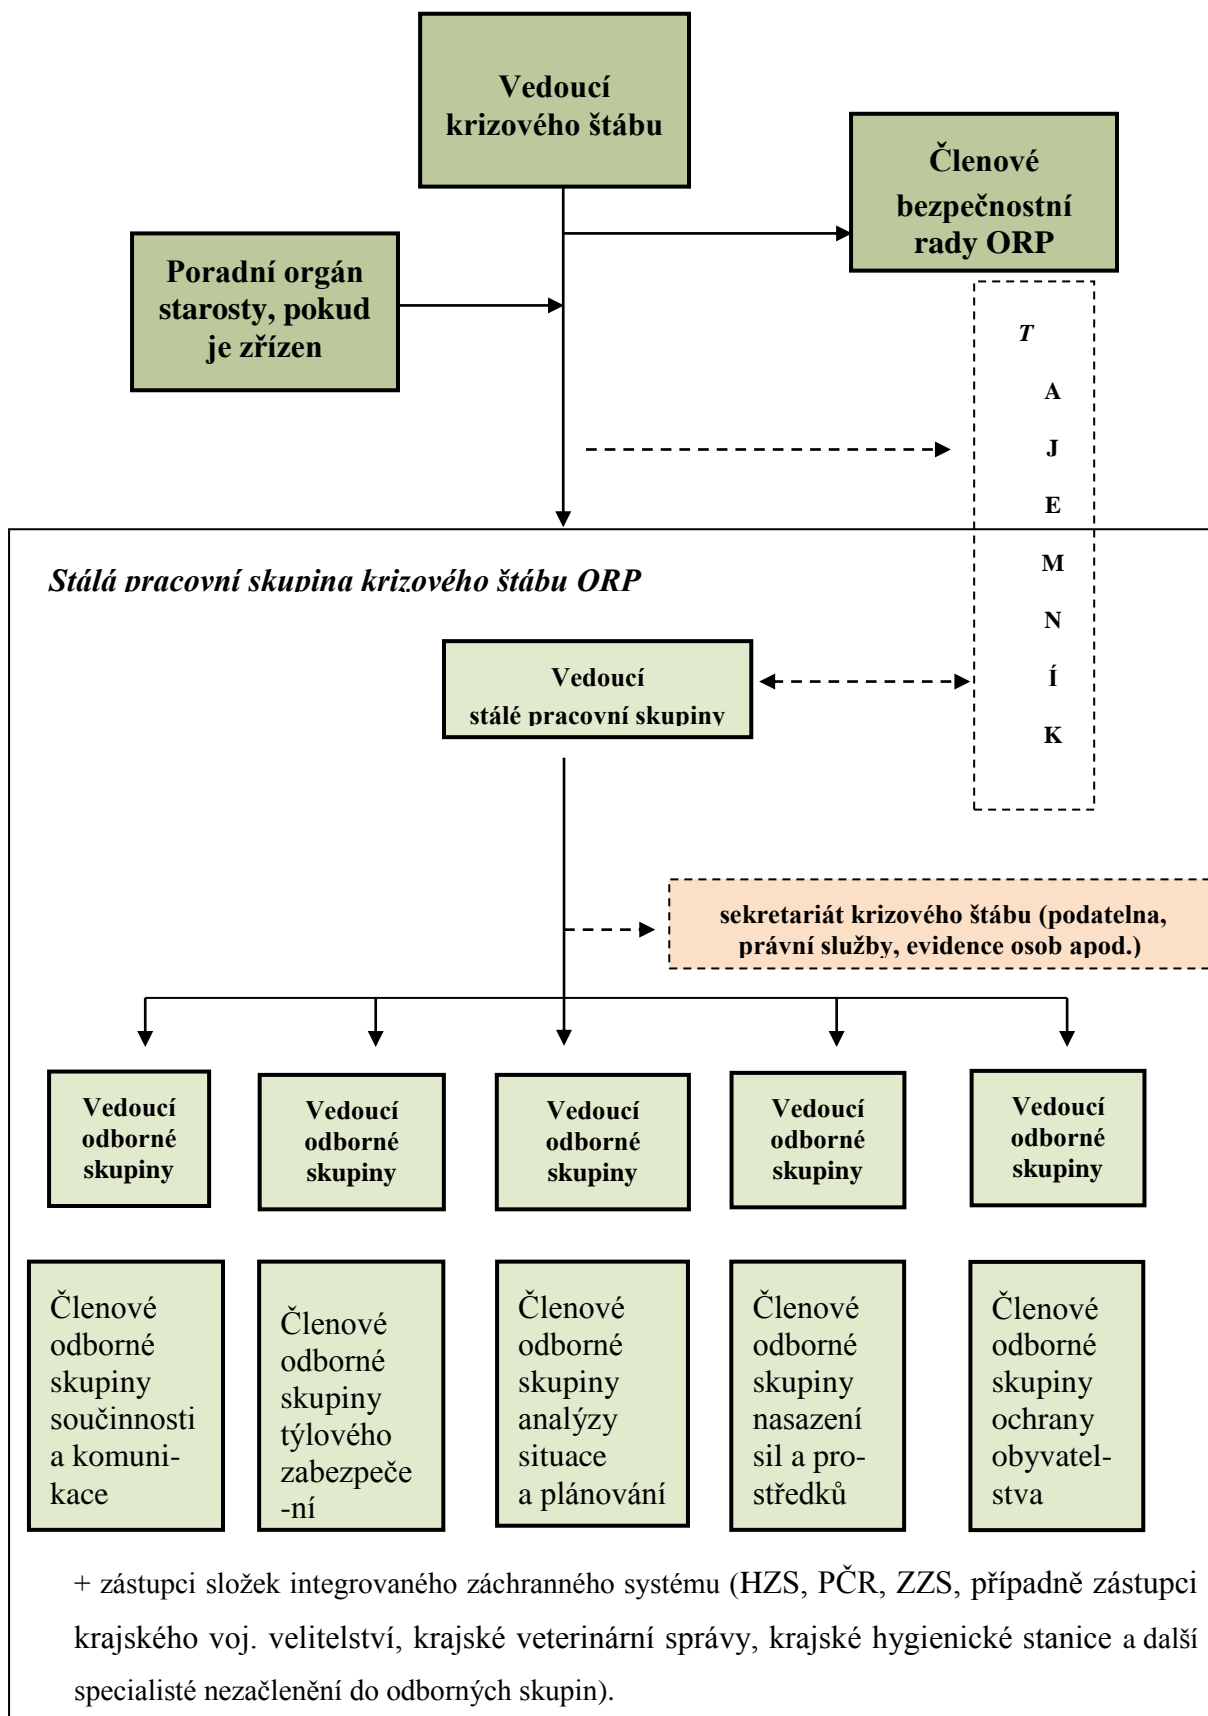 Vedoucí
krizového štábu
Členové
bezpečnostní
rady ORP
Poradní orgán
starosty, pokud
je zřízen
T
A
J
E
M
N
Í
K
Stálá pracovní skupina krizového štábu ORP
Vedoucí
stálé pracovní skupiny
sekretariát krizového štábu (podatelna,
právní služby, evidence osob apod.)
Vedoucí
odborné
skupiny
Vedoucí
odborné
skupiny
Vedoucí
odborné
skupiny
Vedoucí
odborné
skupiny
Vedoucí
odborné
skupiny
Členové
odborné
skupiny
součinnosti
a komuni-
kace
Členové
odborné
skupiny
týlového
zabezpeče
-ní
Členové
odborné
skupiny
analýzy
situace
a plánování
Členové
odborné
skupiny
nasazení
sil a pro-
středků
Členové
odborné
skupiny
ochrany
obyvatel-
stva
+ zástupci složek integrovaného záchranného systému (HZS, PČR, ZZS, případně zástupci
krajského voj. velitelství, krajské veterinární správy, krajské hygienické stanice a další
specialisté nezačlenění do odborných skupin).